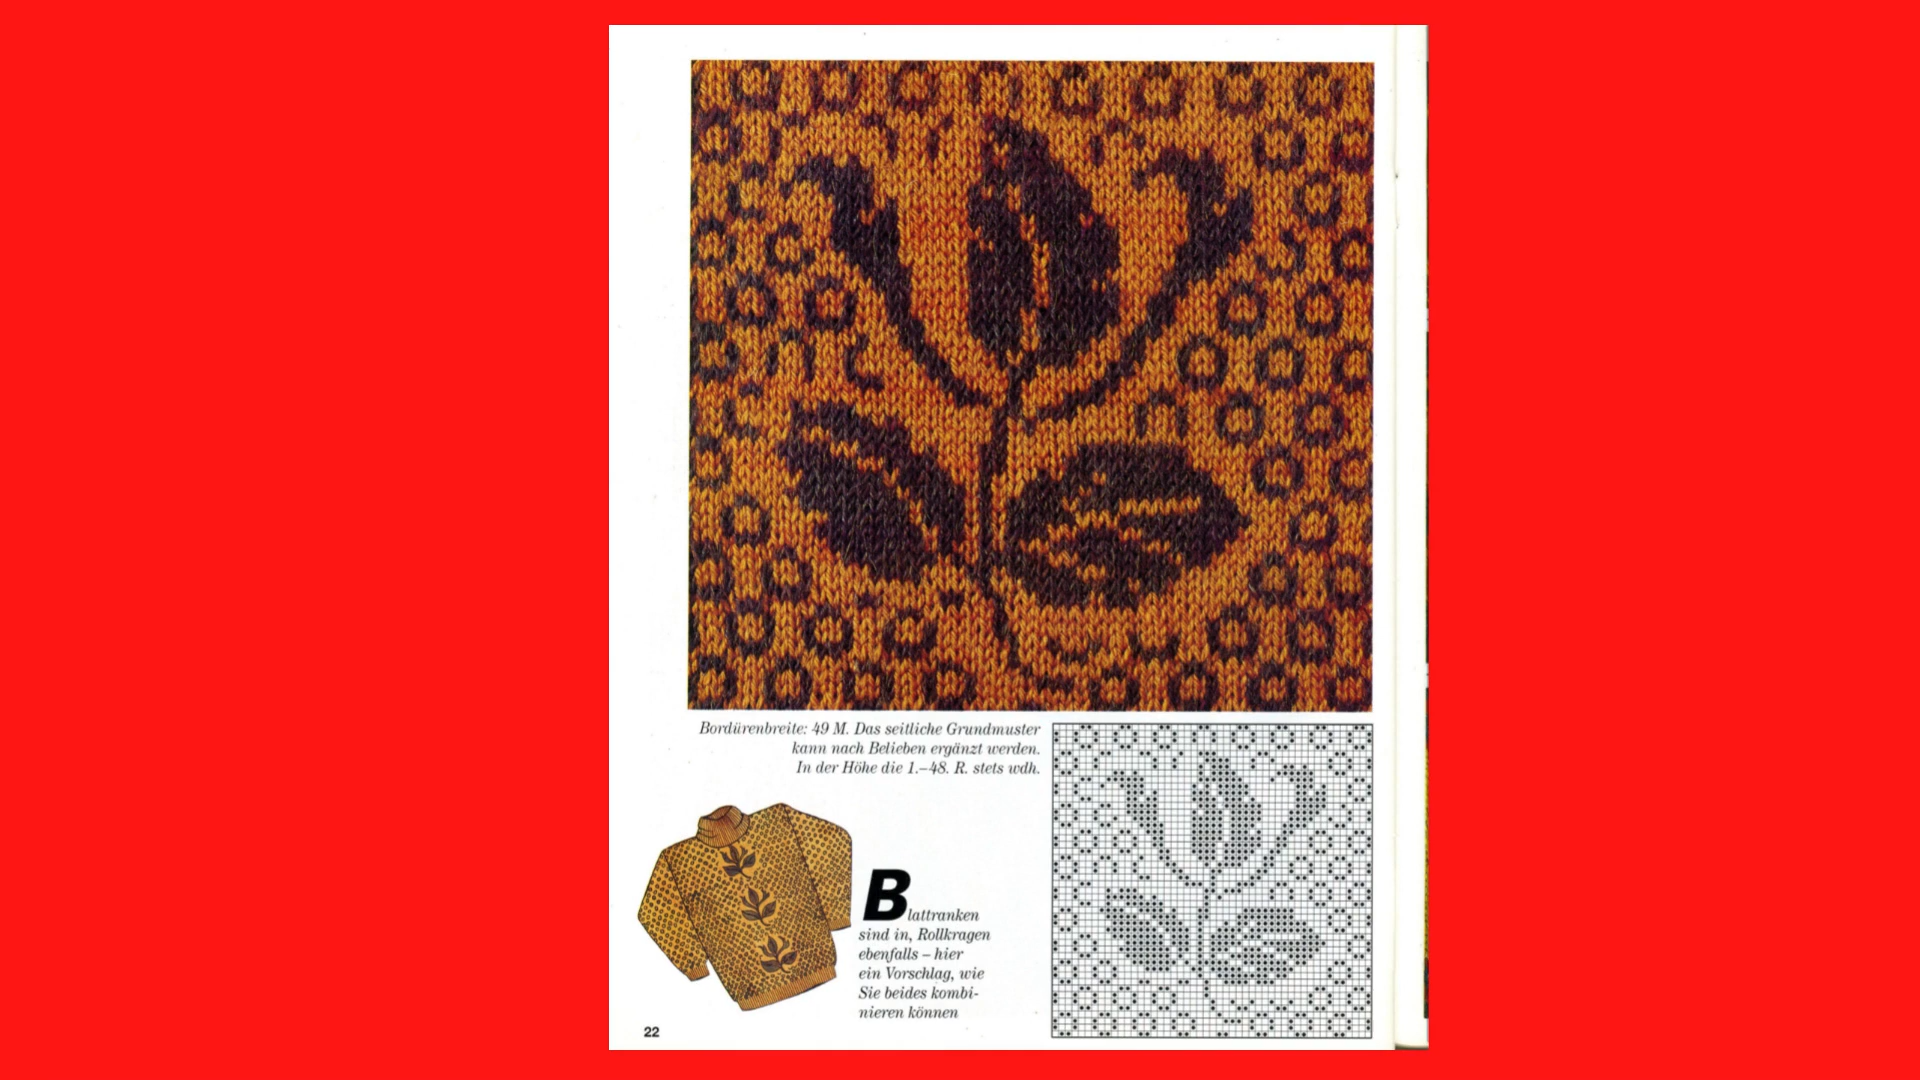 Bordürenbreite: 49 M. Das seitliche Grundmuster
kann nach Belieben ergänzt werden.
In der Höhe die 1.–48. R. stets wdh.
Blattranken
sind in, Rollkragen
ebenfalls – hier
ein Vorschlag, wie
Sie beides kombi-
nieren können
22